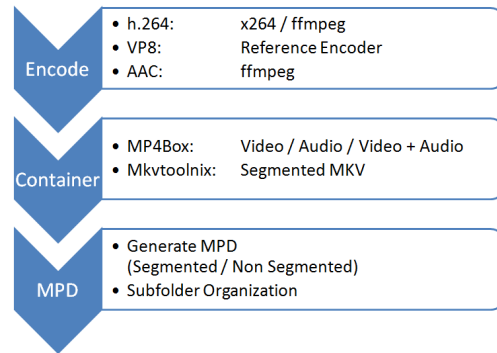 Encode
• h.264: x264 / ffmpeg
• VP8: Reference Encoder
• AAC: ffmpeg
Container
• MP4Box: Video / Audio / Video + Audio
• Mkvtoolnix: Segmented MKV
MPD
• Generate MPD
(Segmented / Non Segmented)
• Subfolder Organization